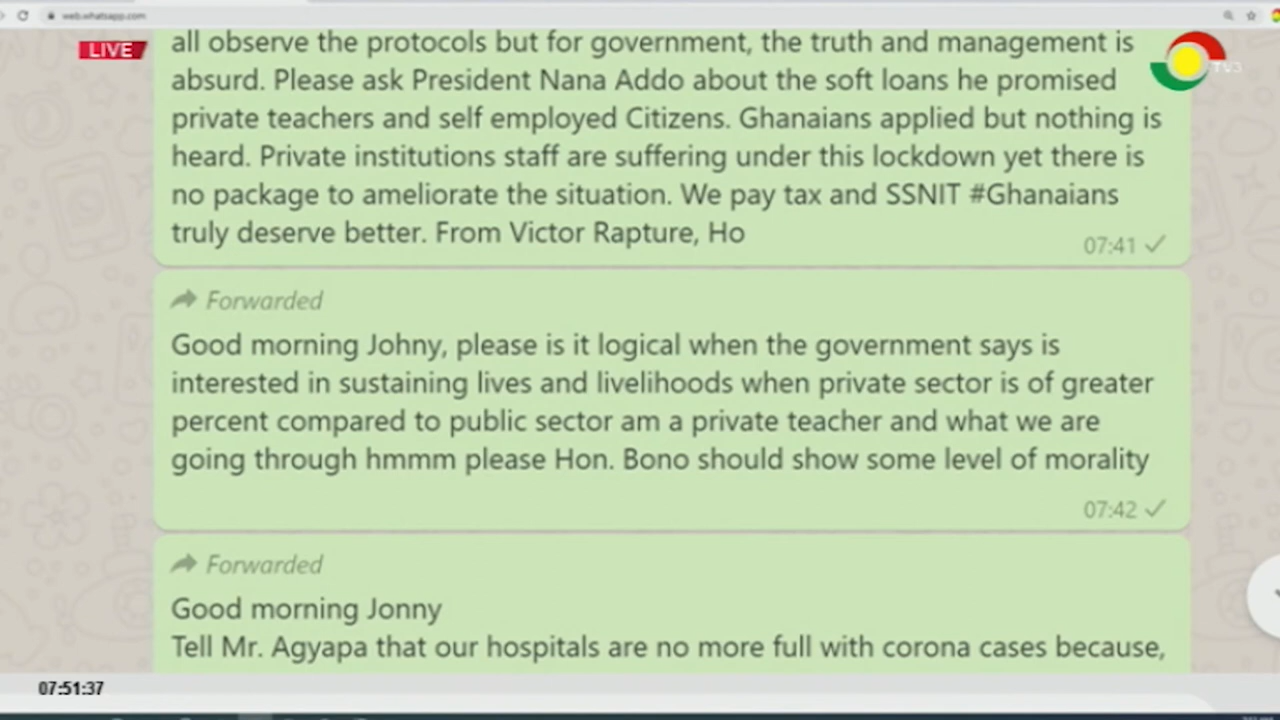 web.whatsapp.com
LIVE
TV3
all observe the protocols but for government, the truth and management is
absurd. Please ask President Nana Addo about the soft loans he promised
private teachers and self employed Citizens. Ghanaians applied but nothing is
heard. Private institutions staff are suffering under this lockdown yet there is
no package to ameliorate the situation. We pay tax and SSNIT #Ghanaians
truly deserve better. From Victor Rapture, Ho
07:41
Forwarded
Good morning Johny, please is it logical when the government says is
interested in sustaining lives and livelihoods when private sector is of greater
percent compared to public sector am a private teacher and what we are
going through hmmm please Hon. Bono should show some level of morality
07:42
Forwarded
Good morning Jonny
Tell Mr. Agyapa that our hospitals are no more full with corona cases because,
07:51:37